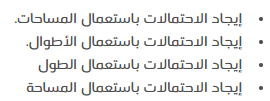 • إيجاد الاحتمالات باستعمال المساحات.
• إيجاد الاحتمالات باستعمال الأطوال.
• إيجاد الاحتمالات باستعمال الطول
• إيجاد الاحتمالات باستعمال المساحة